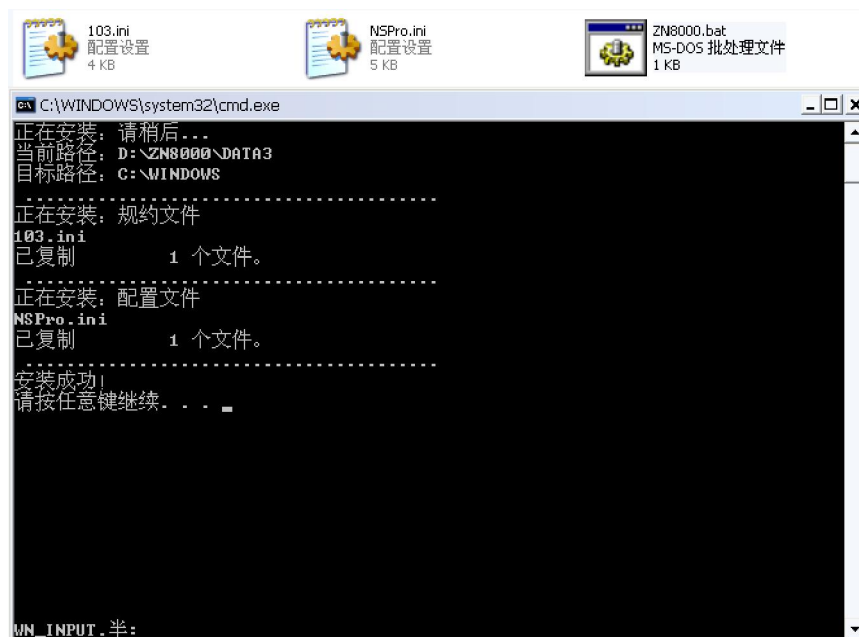 103.ini
配置设置
4 KB
NSPro.ini
配置设置
5 KB
ZN8000.bat
MS-DOS 批处理文件
1 KB
C:\WINDOWS\system32\cmd.exe
正在安装：请稍后...
当前路径：D:\ZN8000\DATA3
目标路径：C:\WINDOWS
........................................
正在安装：规约文件
103.ini
已复制         1 个文件。
........................................
正在安装：配置文件
NSPro.ini
已复制         1 个文件。
........................................
安装成功!
请按任意键继续. . . _
WN_INPUT.半: